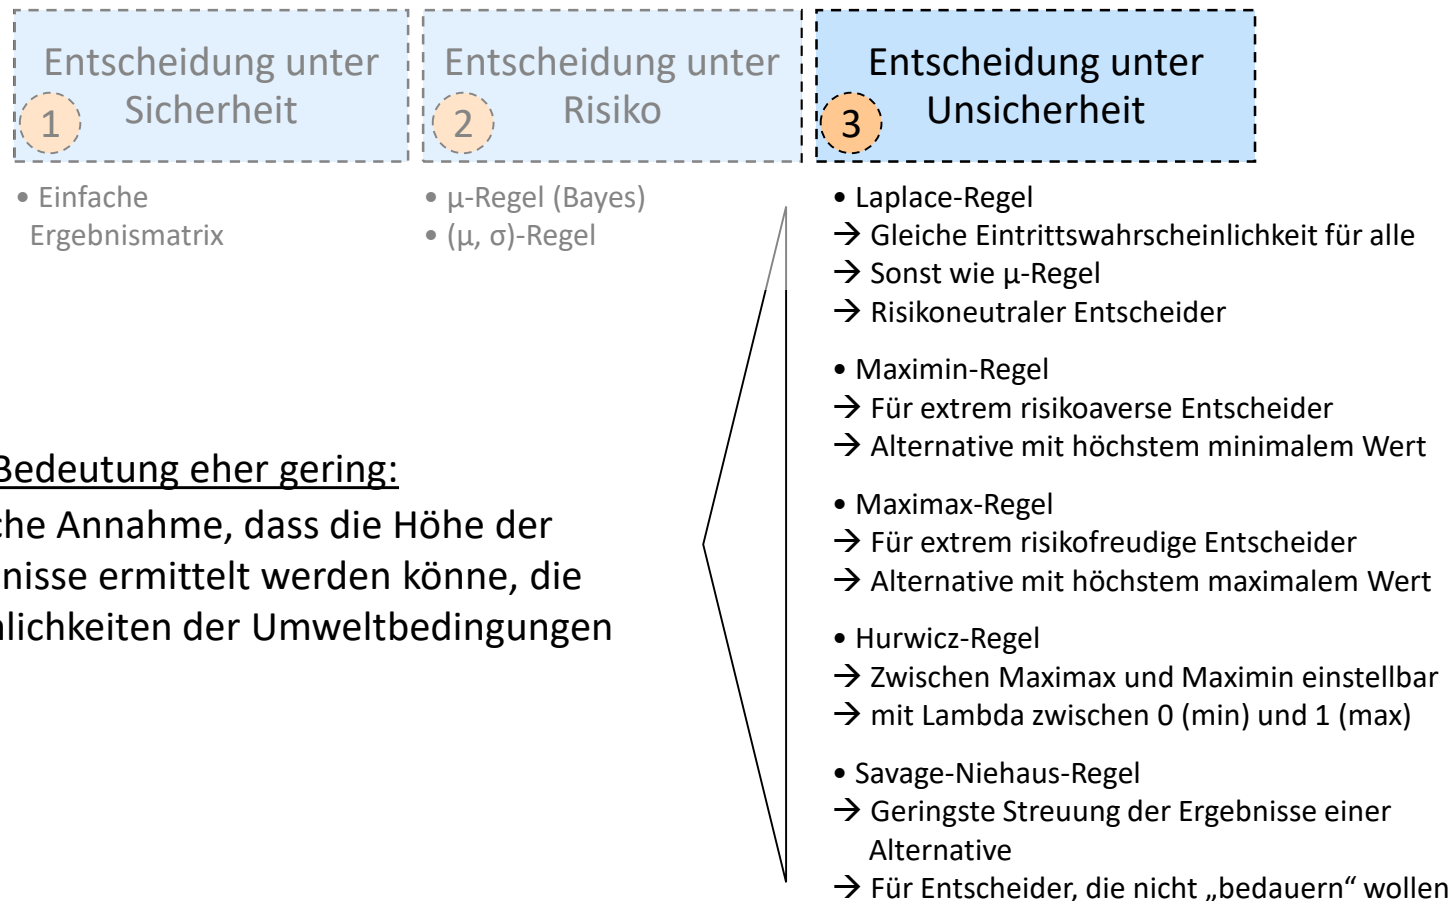 Entscheidung unter
Sicherheit
1
Entscheidung unter
Risiko
2
Entscheidung unter
Unsicherheit
3
• Einfache
Ergebnismatrix
• μ-Regel (Bayes)
• (μ, σ)-Regel
• Laplace-Regel
→ Gleiche Eintrittswahrscheinlichkeit für alle
→ Sonst wie μ-Regel
→ Risikoneutraler Entscheider
• Maximin-Regel
→ Für extrem risikoaverse Entscheider
→ Alternative mit höchstem minimalem Wert
• Maximax-Regel
→ Für extrem risikofreudige Entscheider
→ Alternative mit höchstem maximalem Wert
• Hurwicz-Regel
→ Zwischen Maximax und Maximin einstellbar
→ mit Lambda zwischen 0 (min) und 1 (max)
• Savage-Niehaus-Regel
→ Geringste Streuung der Ergebnisse einer
Alternative
→ Für Entscheider, die nicht „bedauern“ wollen
Bedeutung eher gering:
che Annahme, dass die Höhe der
nisse ermittelt werden könne, die
nlichkeiten der Umweltbedingungen